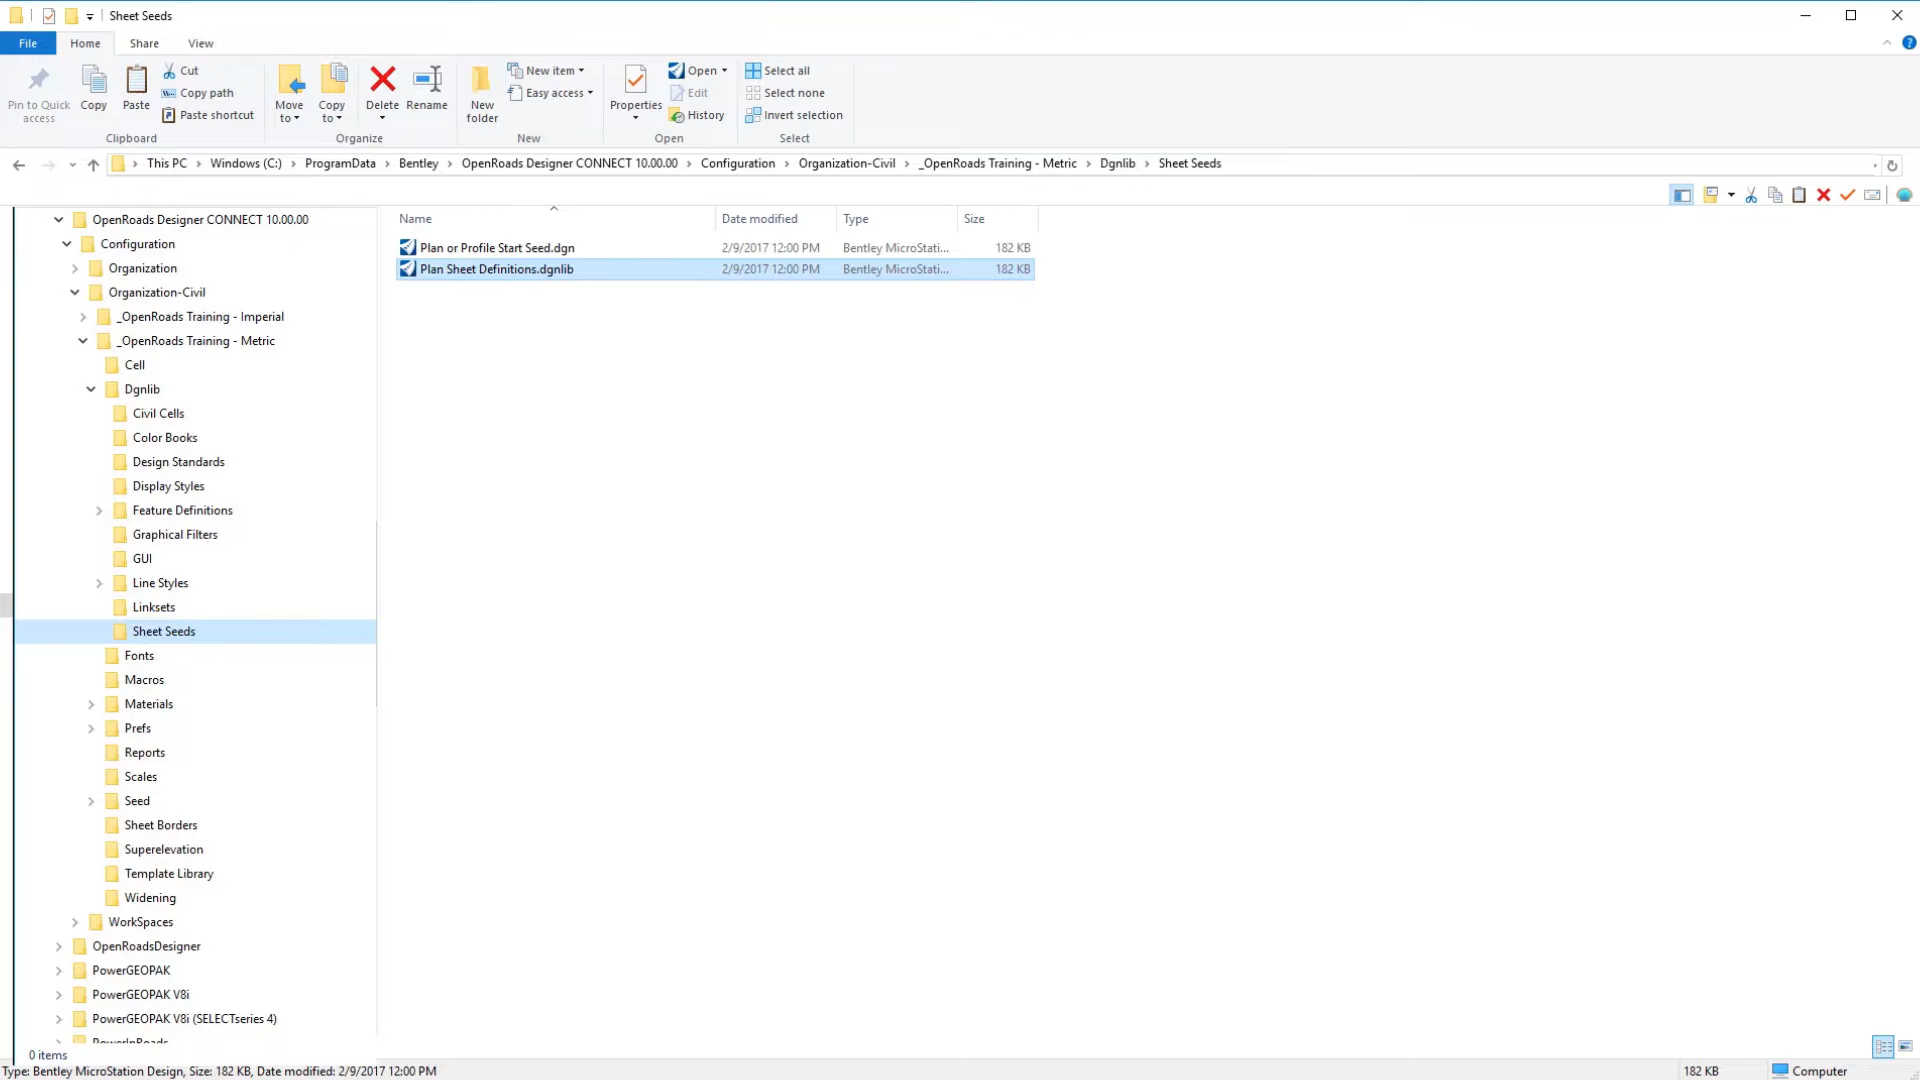 Sheet Seeds
File Home Share View
Pin to Quick access
Copy
Paste
Cut
Copy path
Paste shortcut
Clipboard
Move to
Copy to
Delete
Rename
Organize
New folder
New item
Easy access
New
Properties
Open
Edit
History
Open
Select all
Select none
Invert selection
Select
This PC > Windows (C:) > ProgramData > Bentley > OpenRoads Designer CONNECT 10.00.00 > Configuration > Organization-Civil > _OpenRoads Training - Metric > Dgnlib > Sheet Seeds
OpenRoads Designer CONNECT 10.00.00
Configuration
Organization
Organization-Civil
_OpenRoads Training - Imperial
_OpenRoads Training - Metric
Cell
Dgnlib
Civil Cells
Color Books
Design Standards
Display Styles
Feature Definitions
Graphical Filters
GUI
Line Styles
Linksets
Sheet Seeds
Fonts
Macros
Materials
Prefs
Reports
Scales
Seed
Sheet Borders
Superelevation
Template Library
Widening
WorkSpaces
OpenRoadsDesigner
PowerGEOPAK
PowerGEOPAK V8i
PowerGEOPAK V8i (SELECTseries 4)
PowerInRoads
Name Date modified Type Size
Plan or Profile Start Seed.dgn 2/9/2017 12:00 PM Bentley MicroStati... 182 KB
Plan Sheet Definitions.dgnlib 2/9/2017 12:00 PM Bentley MicroStati... 182 KB
0 items
Type: Bentley MicroStation Design, Size: 182 KB, Date modified: 2/9/2017 12:00 PM 182 KB Computer